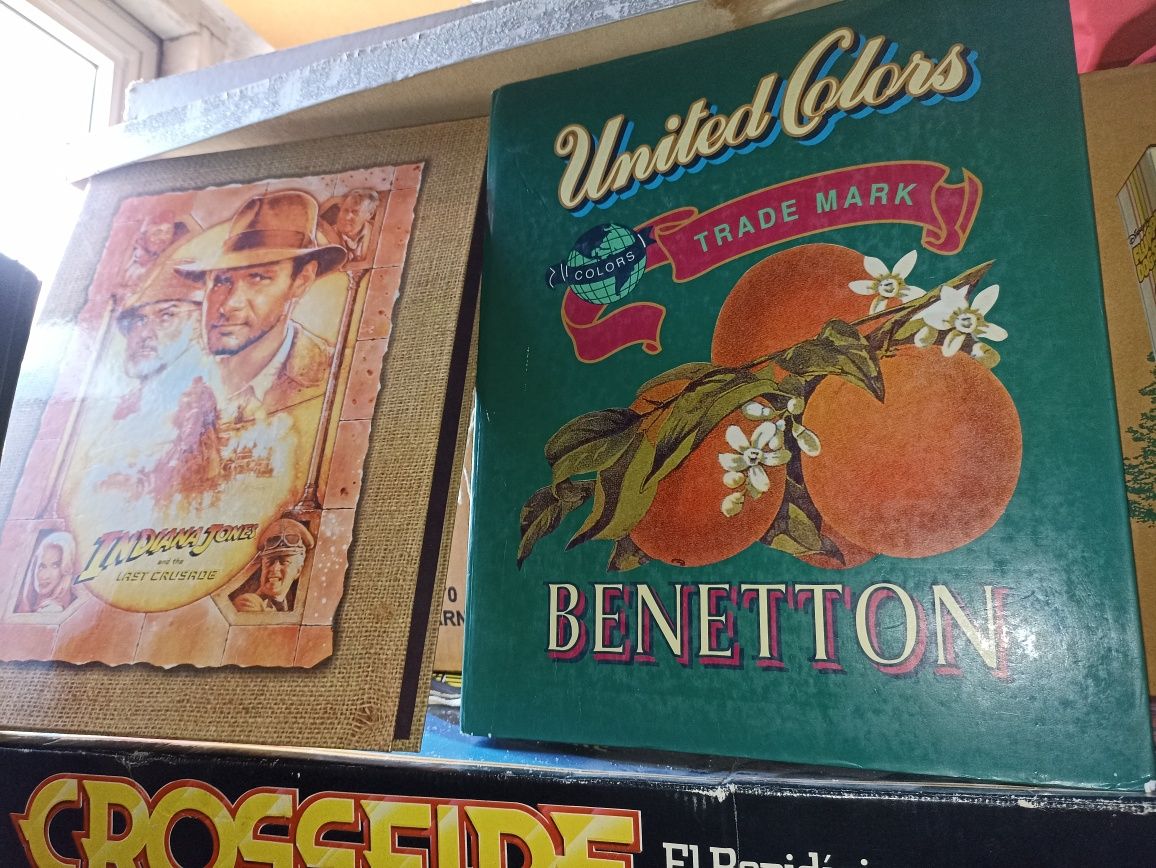 INDIANA JONES
and the
LAST CRUSADE
United Colors
TRADE MARK
COLORS
BENETTON
CROSSFIRE